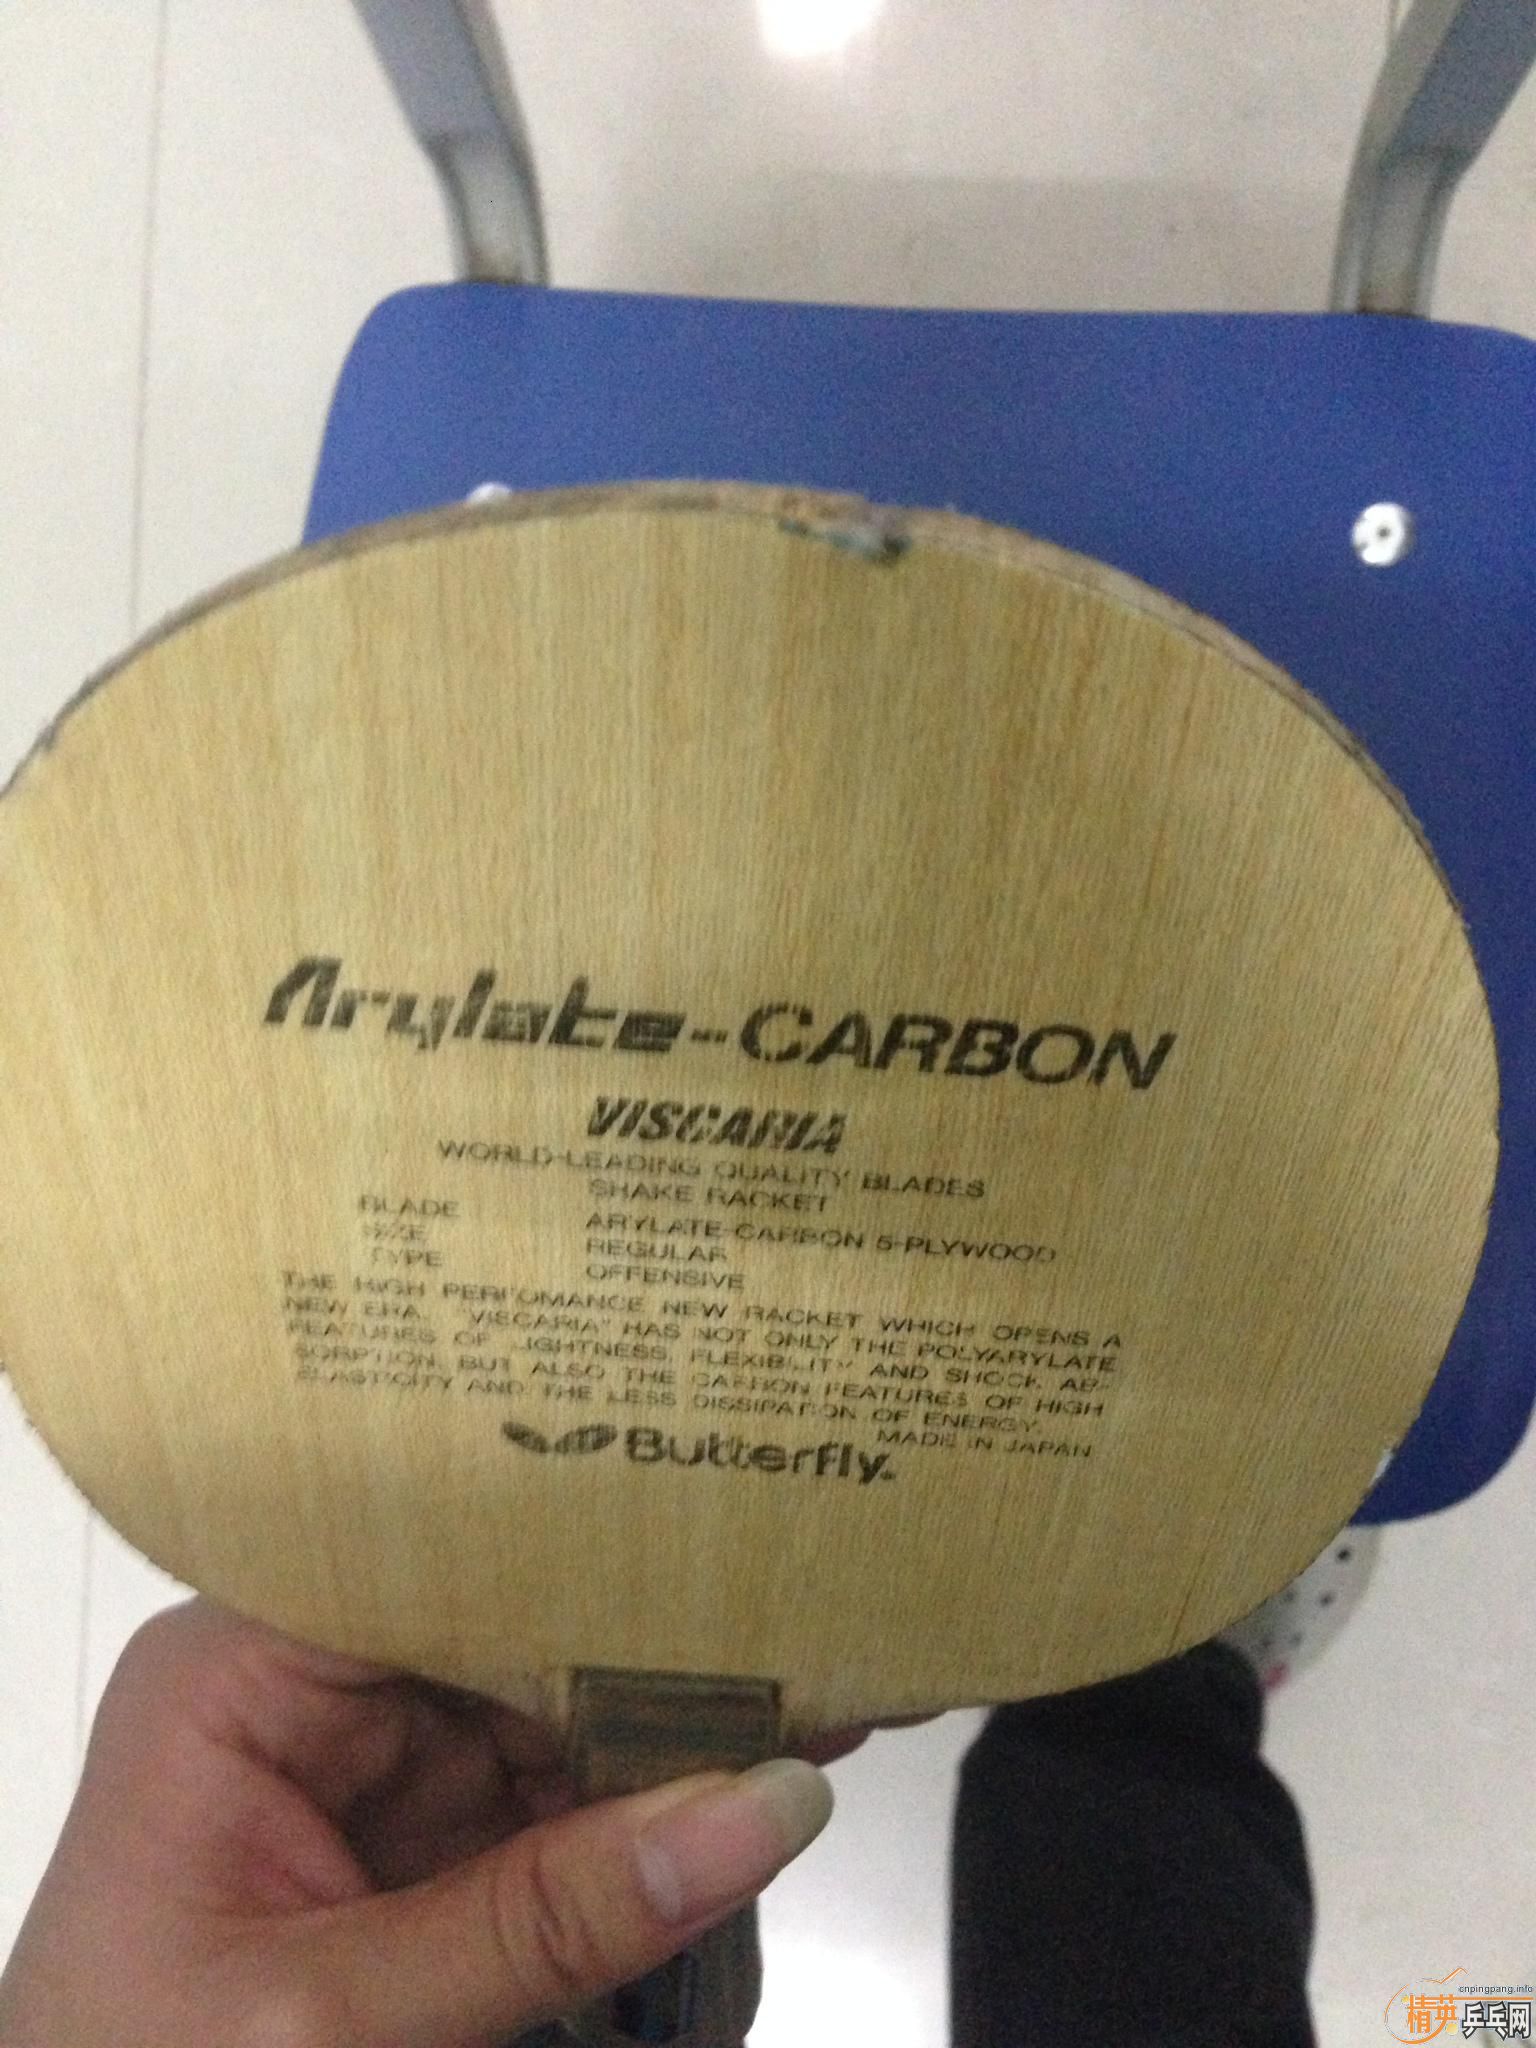 Arylate-CARBON
VISCARIA
WORLD-LEADING QUALITY BLADES
SHAKE RACKET
BLADE ARYLATE-CARBON 5-PLYWOOD
SIZE REGULAR
TYPE OFFENSIVE
THE HIGH PERFOMANCE NEW RACKET WHICH OPENS A
NEW ERA. "VISCARIA" HAS NOT ONLY THE POLYARYLATE
FEATURES OF LIGHTNESS, FLEXIBILITY AND SHOCK AB-
SORPTION, BUT ALSO THE CARBON FEATURES OF HIGH
ELASTICITY AND THE LESS DISSIPATION OF ENERGY.
MADE IN JAPAN
Butterfly.
cnpingpang.info
精英乒乓网